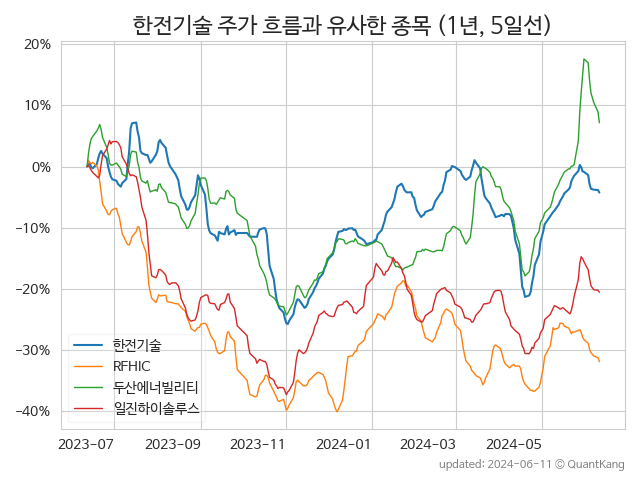 한전기술 주가 흐름과 유사한 종목 (1년, 5일선)
20%
10%
0%
−10%
−20%
−30%
−40%
한전기술
RFHIC
두산에너빌리티
일진하이솔루스
2023-07 2023-09 2023-11 2024-01 2024-03 2024-05
updated: 2024-06-11 © QuantKang